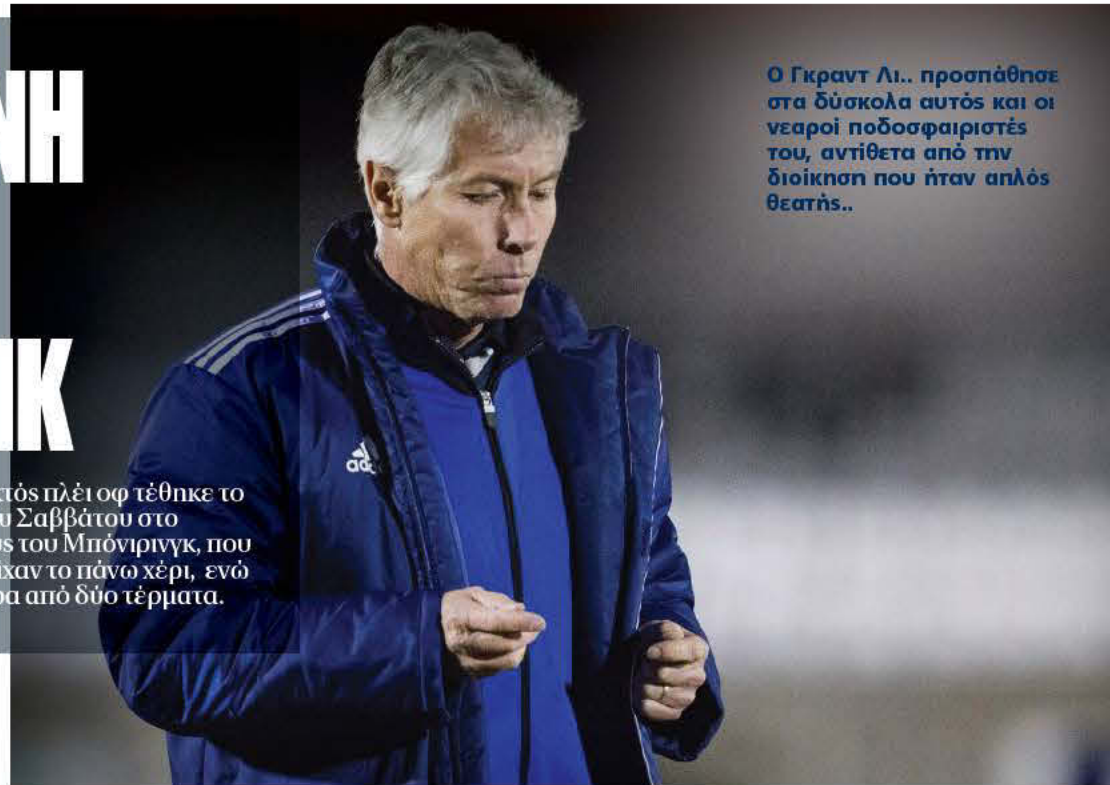 ΝΗ
ΙΚ
τός πλέι οφ τέθηκε το
υ Σαββάτου στο
ς του Μπόνιρινγκ, που
ίχαν το πάνω χέρι, ενώ
ρα από δύο τέρματα.
Ο Γκραντ Λι.. προσπάθησε
στα δύσκολα αυτός και οι
νεαροί ποδοσφαιριστές
του, αντίθετα από την
διοίκηση που ήταν απλός
θεατής..